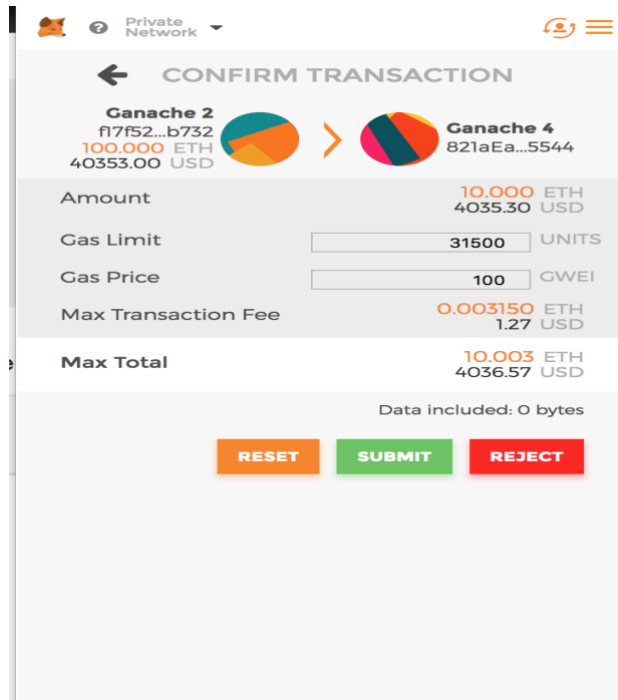 ?
Private
Network
CONFIRM TRANSACTION
Ganache 2
f17f52...b732
100.000 ETH
40353.00 USD
Ganache 4
821aEa...5544
Amount
10.000 ETH
4035.30 USD
Gas Limit
31500 UNITS
Gas Price
100 GWEI
Max Transaction Fee
0.003150 ETH
1.27 USD
Max Total
10.003 ETH
4036.57 USD
Data included: 0 bytes
RESET SUBMIT REJECT